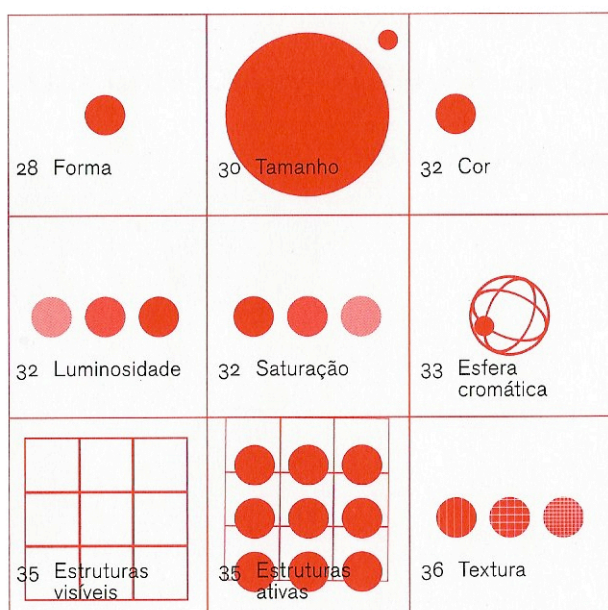 28 Forma
30 Tamanho
32 Cor
32 Luminosidade
32 Saturação
33 Esfera
cromática
35 Estruturas
visíveis
35 Estruturas
ativas
36 Textura